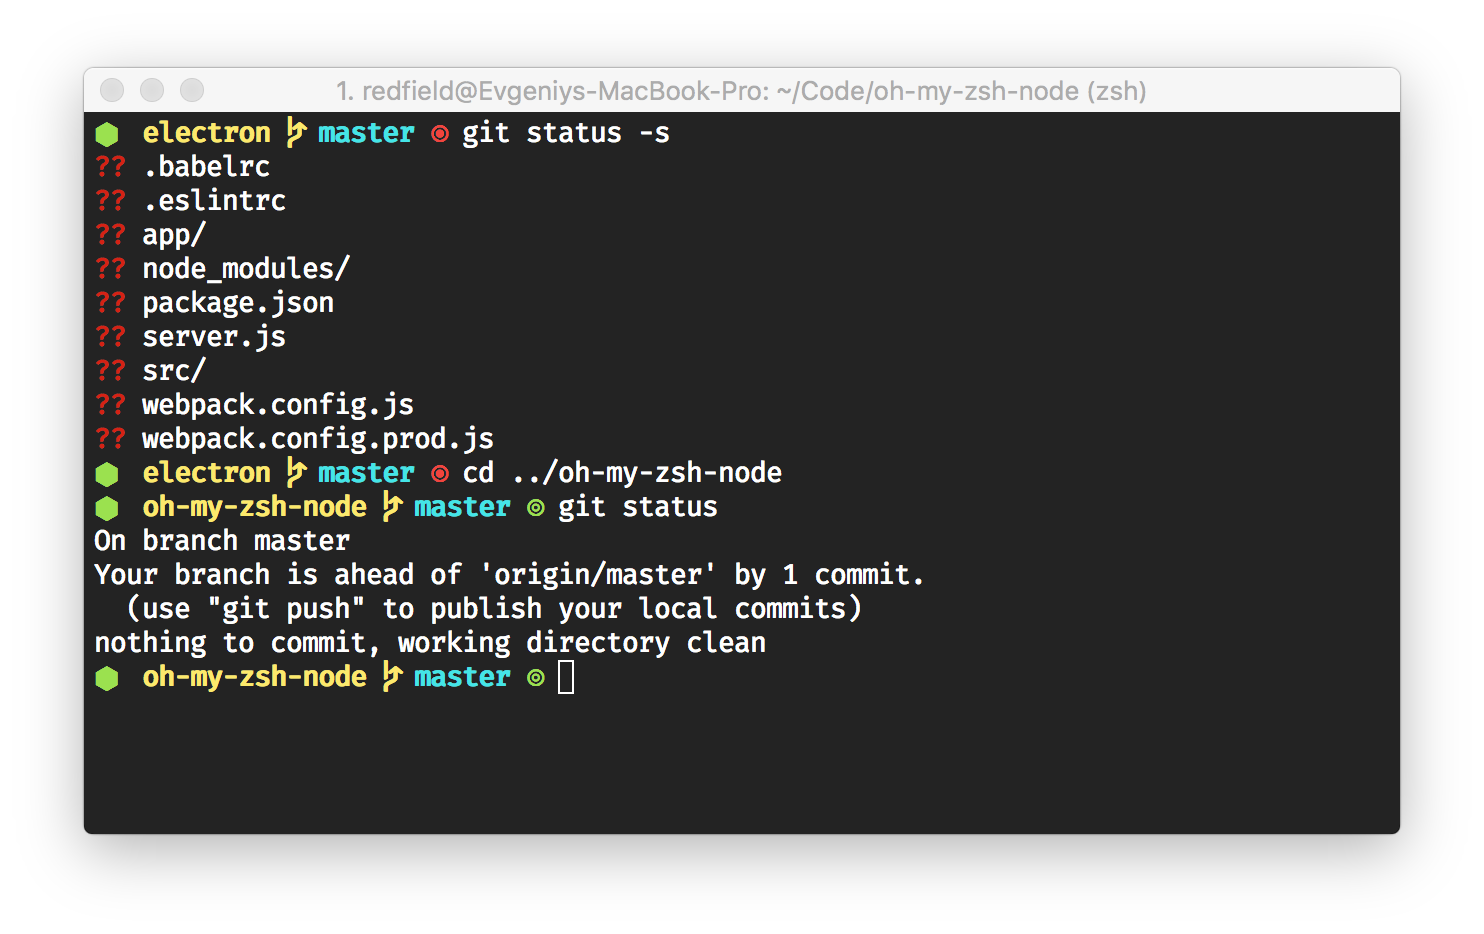 1. redfield@Evgeniys-MacBook-Pro: ~/Code/oh-my-zsh-node (zsh)
electron master git status -s
?? .babelrc
?? .eslintrc
?? app/
?? node_modules/
?? package.json
?? server.js
?? src/
?? webpack.config.js
?? webpack.config.prod.js
electron master cd ../oh-my-zsh-node
oh-my-zsh-node master git status
On branch master
Your branch is ahead of 'origin/master' by 1 commit.
(use "git push" to publish your local commits)
nothing to commit, working directory clean
oh-my-zsh-node master